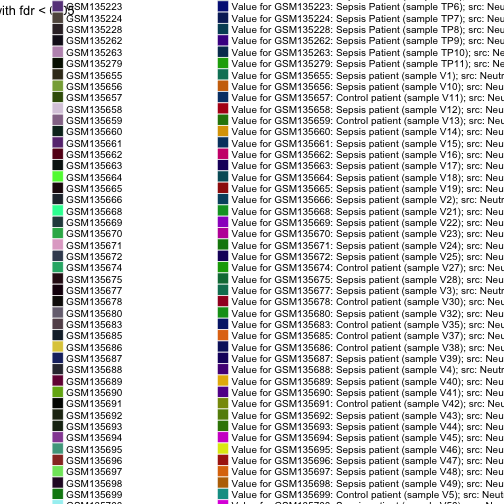 with fdr <
GSM135223 Value for GSM135223: Sepsis Patient (sample TP6); src: Neu
GSM135224 Value for GSM135224: Sepsis Patient (sample TP7); src: Neu
GSM135228 Value for GSM135228: Sepsis Patient (sample TP8); src: Neu
GSM135262 Value for GSM135262: Sepsis Patient (sample TP9); src: Neu
GSM135263 Value for GSM135263: Sepsis Patient (sample TP10); src: Ne
GSM135279 Value for GSM135279: Sepsis Patient (sample TP11); src: Ne
GSM135655 Value for GSM135655: Sepsis patient (sample V1); src: Neutr
GSM135656 Value for GSM135656: Sepsis patient (sample V10); src: Neu
GSM135657 Value for GSM135657: Control patient (sample V11); src: Neu
GSM135658 Value for GSM135658: Sepsis patient (sample V12); src: Neu
GSM135659 Value for GSM135659: Control patient (sample V13); src: Neu
GSM135660 Value for GSM135660: Sepsis patient (sample V14); src: Neu
GSM135661 Value for GSM135661: Sepsis patient (sample V15); src: Neu
GSM135662 Value for GSM135662: Sepsis patient (sample V16); src: Neu
GSM135663 Value for GSM135663: Sepsis patient (sample V17); src: Neu
GSM135664 Value for GSM135664: Sepsis patient (sample V18); src: Neu
GSM135665 Value for GSM135665: Sepsis patient (sample V19); src: Neu
GSM135666 Value for GSM135666: Sepsis patient (sample V2); src: Neutr
GSM135668 Value for GSM135668: Sepsis patient (sample V21); src: Neu
GSM135669 Value for GSM135669: Sepsis patient (sample V22); src: Neu
GSM135670 Value for GSM135670: Sepsis patient (sample V23); src: Neu
GSM135671 Value for GSM135671: Sepsis patient (sample V24); src: Neu
GSM135672 Value for GSM135672: Sepsis patient (sample V25); src: Neu
GSM135674 Value for GSM135674: Control patient (sample V27); src: Neu
GSM135675 Value for GSM135675: Sepsis patient (sample V28); src: Neu
GSM135677 Value for GSM135677: Sepsis patient (sample V3); src: Neutr
GSM135678 Value for GSM135678: Control patient (sample V30); src: Neu
GSM135680 Value for GSM135680: Sepsis patient (sample V32); src: Neu
GSM135683 Value for GSM135683: Control patient (sample V35); src: Neu
GSM135685 Value for GSM135685: Control patient (sample V37); src: Neu
GSM135686 Value for GSM135686: Control patient (sample V38); src: Neu
GSM135687 Value for GSM135687: Sepsis patient (sample V39); src: Neu
GSM135688 Value for GSM135688: Sepsis patient (sample V4); src: Neutr
GSM135689 Value for GSM135689: Sepsis patient (sample V40); src: Neu
GSM135690 Value for GSM135690: Sepsis patient (sample V41); src: Neu
GSM135691 Value for GSM135691: Control patient (sample V42); src: Neu
GSM135692 Value for GSM135692: Sepsis patient (sample V43); src: Neu
GSM135693 Value for GSM135693: Sepsis patient (sample V44); src: Neu
GSM135694 Value for GSM135694: Sepsis patient (sample V45); src: Neu
GSM135695 Value for GSM135695: Sepsis patient (sample V46); src: Neu
GSM135696 Value for GSM135696: Sepsis patient (sample V47); src: Neu
GSM135697 Value for GSM135697: Sepsis patient (sample V48); src: Neu
GSM135698 Value for GSM135698: Sepsis patient (sample V49); src: Neu
GSM135699 Value for GSM135699: Control patient (sample V5); src: Neu